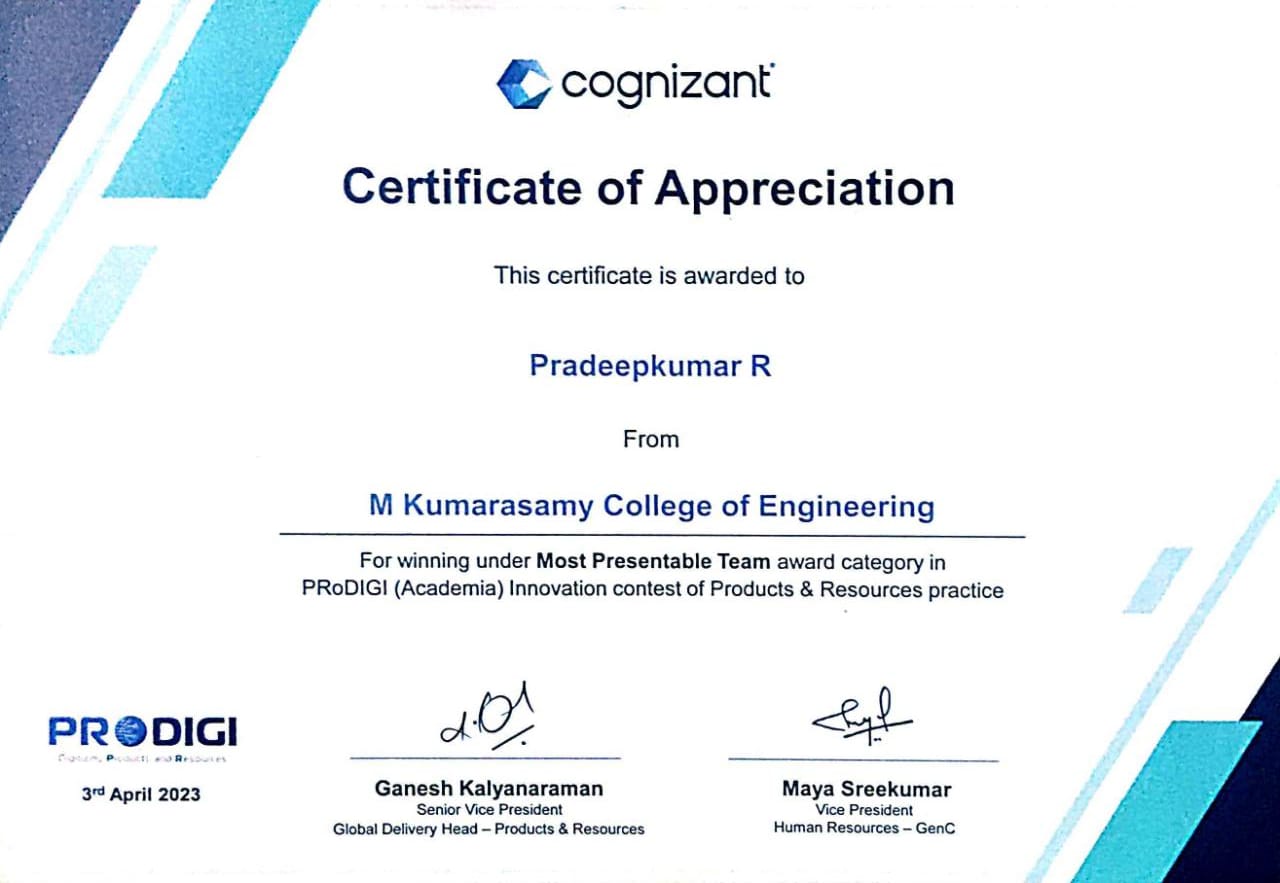 cognizant
Certificate of Appreciation
This certificate is awarded to
Pradeepkumar R
From
M Kumarasamy College of Engineering
For winning under Most Presentable Team award category in
PRoDIGI (Academia) Innovation contest of Products & Resources practice
PRODIGI
Products and Resources
3rd April 2023
Ganesh Kalyanaraman
Senior Vice President
Global Delivery Head – Products & Resources
Maya Sreekumar
Vice President
Human Resources – GenC